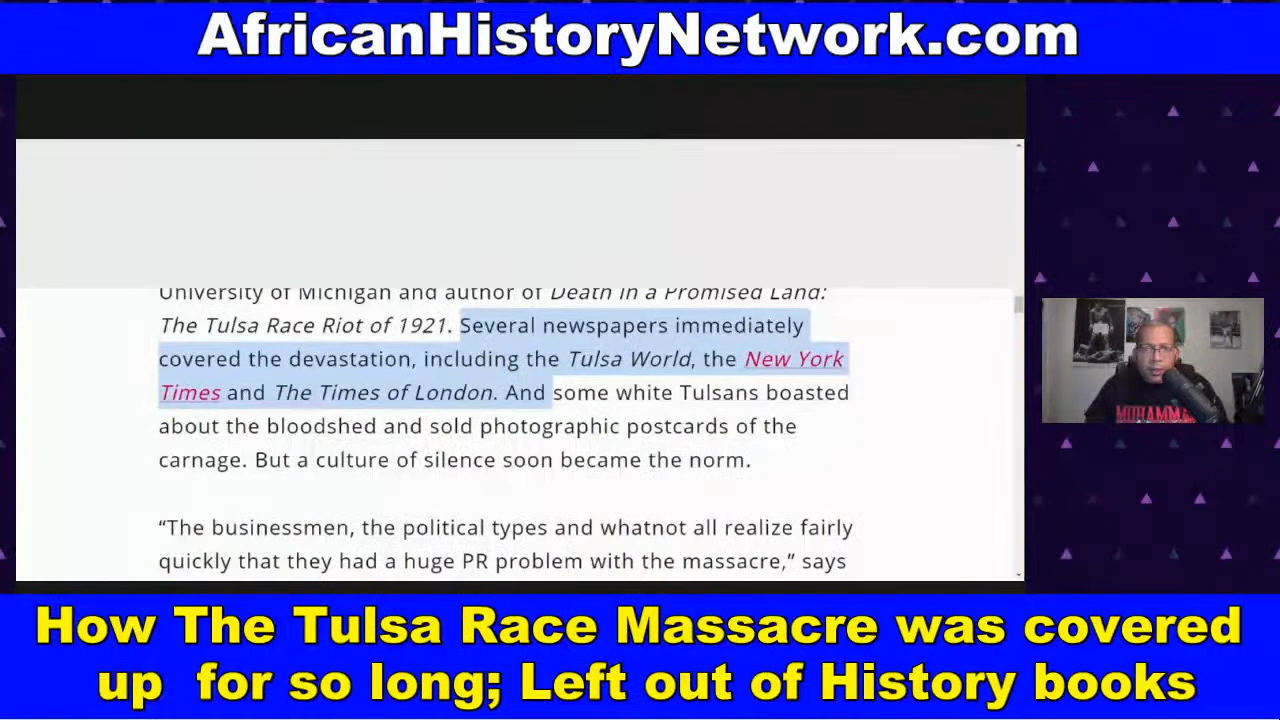 AfricanHistoryNetwork.com
University of Michigan and author of Death in a Promised Land:
The Tulsa Race Riot of 1921. Several newspapers immediately
covered the devastation, including the Tulsa World, the New York
Times and The Times of London. And some white Tulsans boasted
about the bloodshed and sold photographic postcards of the
carnage. But a culture of silence soon became the norm.
“The businessmen, the political types and whatnot all realize fairly
quickly that they had a huge PR problem with the massacre,” says
MUHAMMA
How The Tulsa Race Massacre was covered
up for so long; Left out of History books